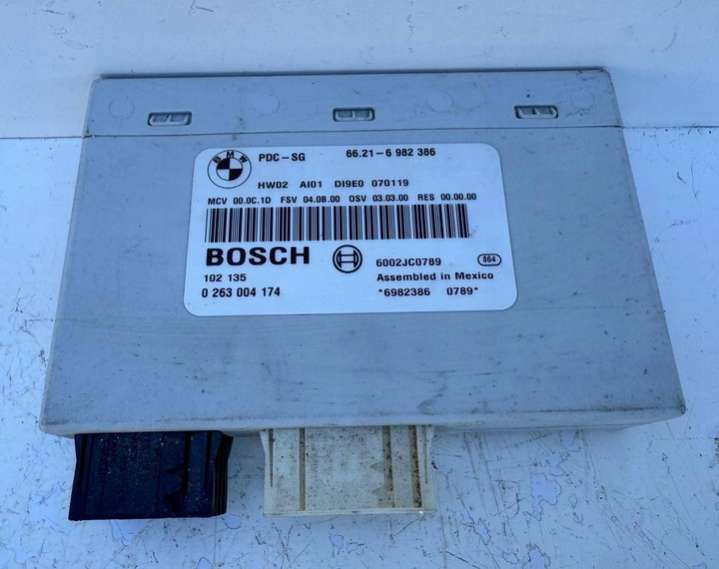 BMW PDC-SG 66.21-6 982 386
HW02 AI01 DI9E0 070119
MCV 00.0C.1D FSV 04.0B.00 OSV 03.03.00 RES 00.00.00
BOSCH 6002JC0789 864
102 135 Assembled in Mexico
0 263 004 174 *6982386 0789*